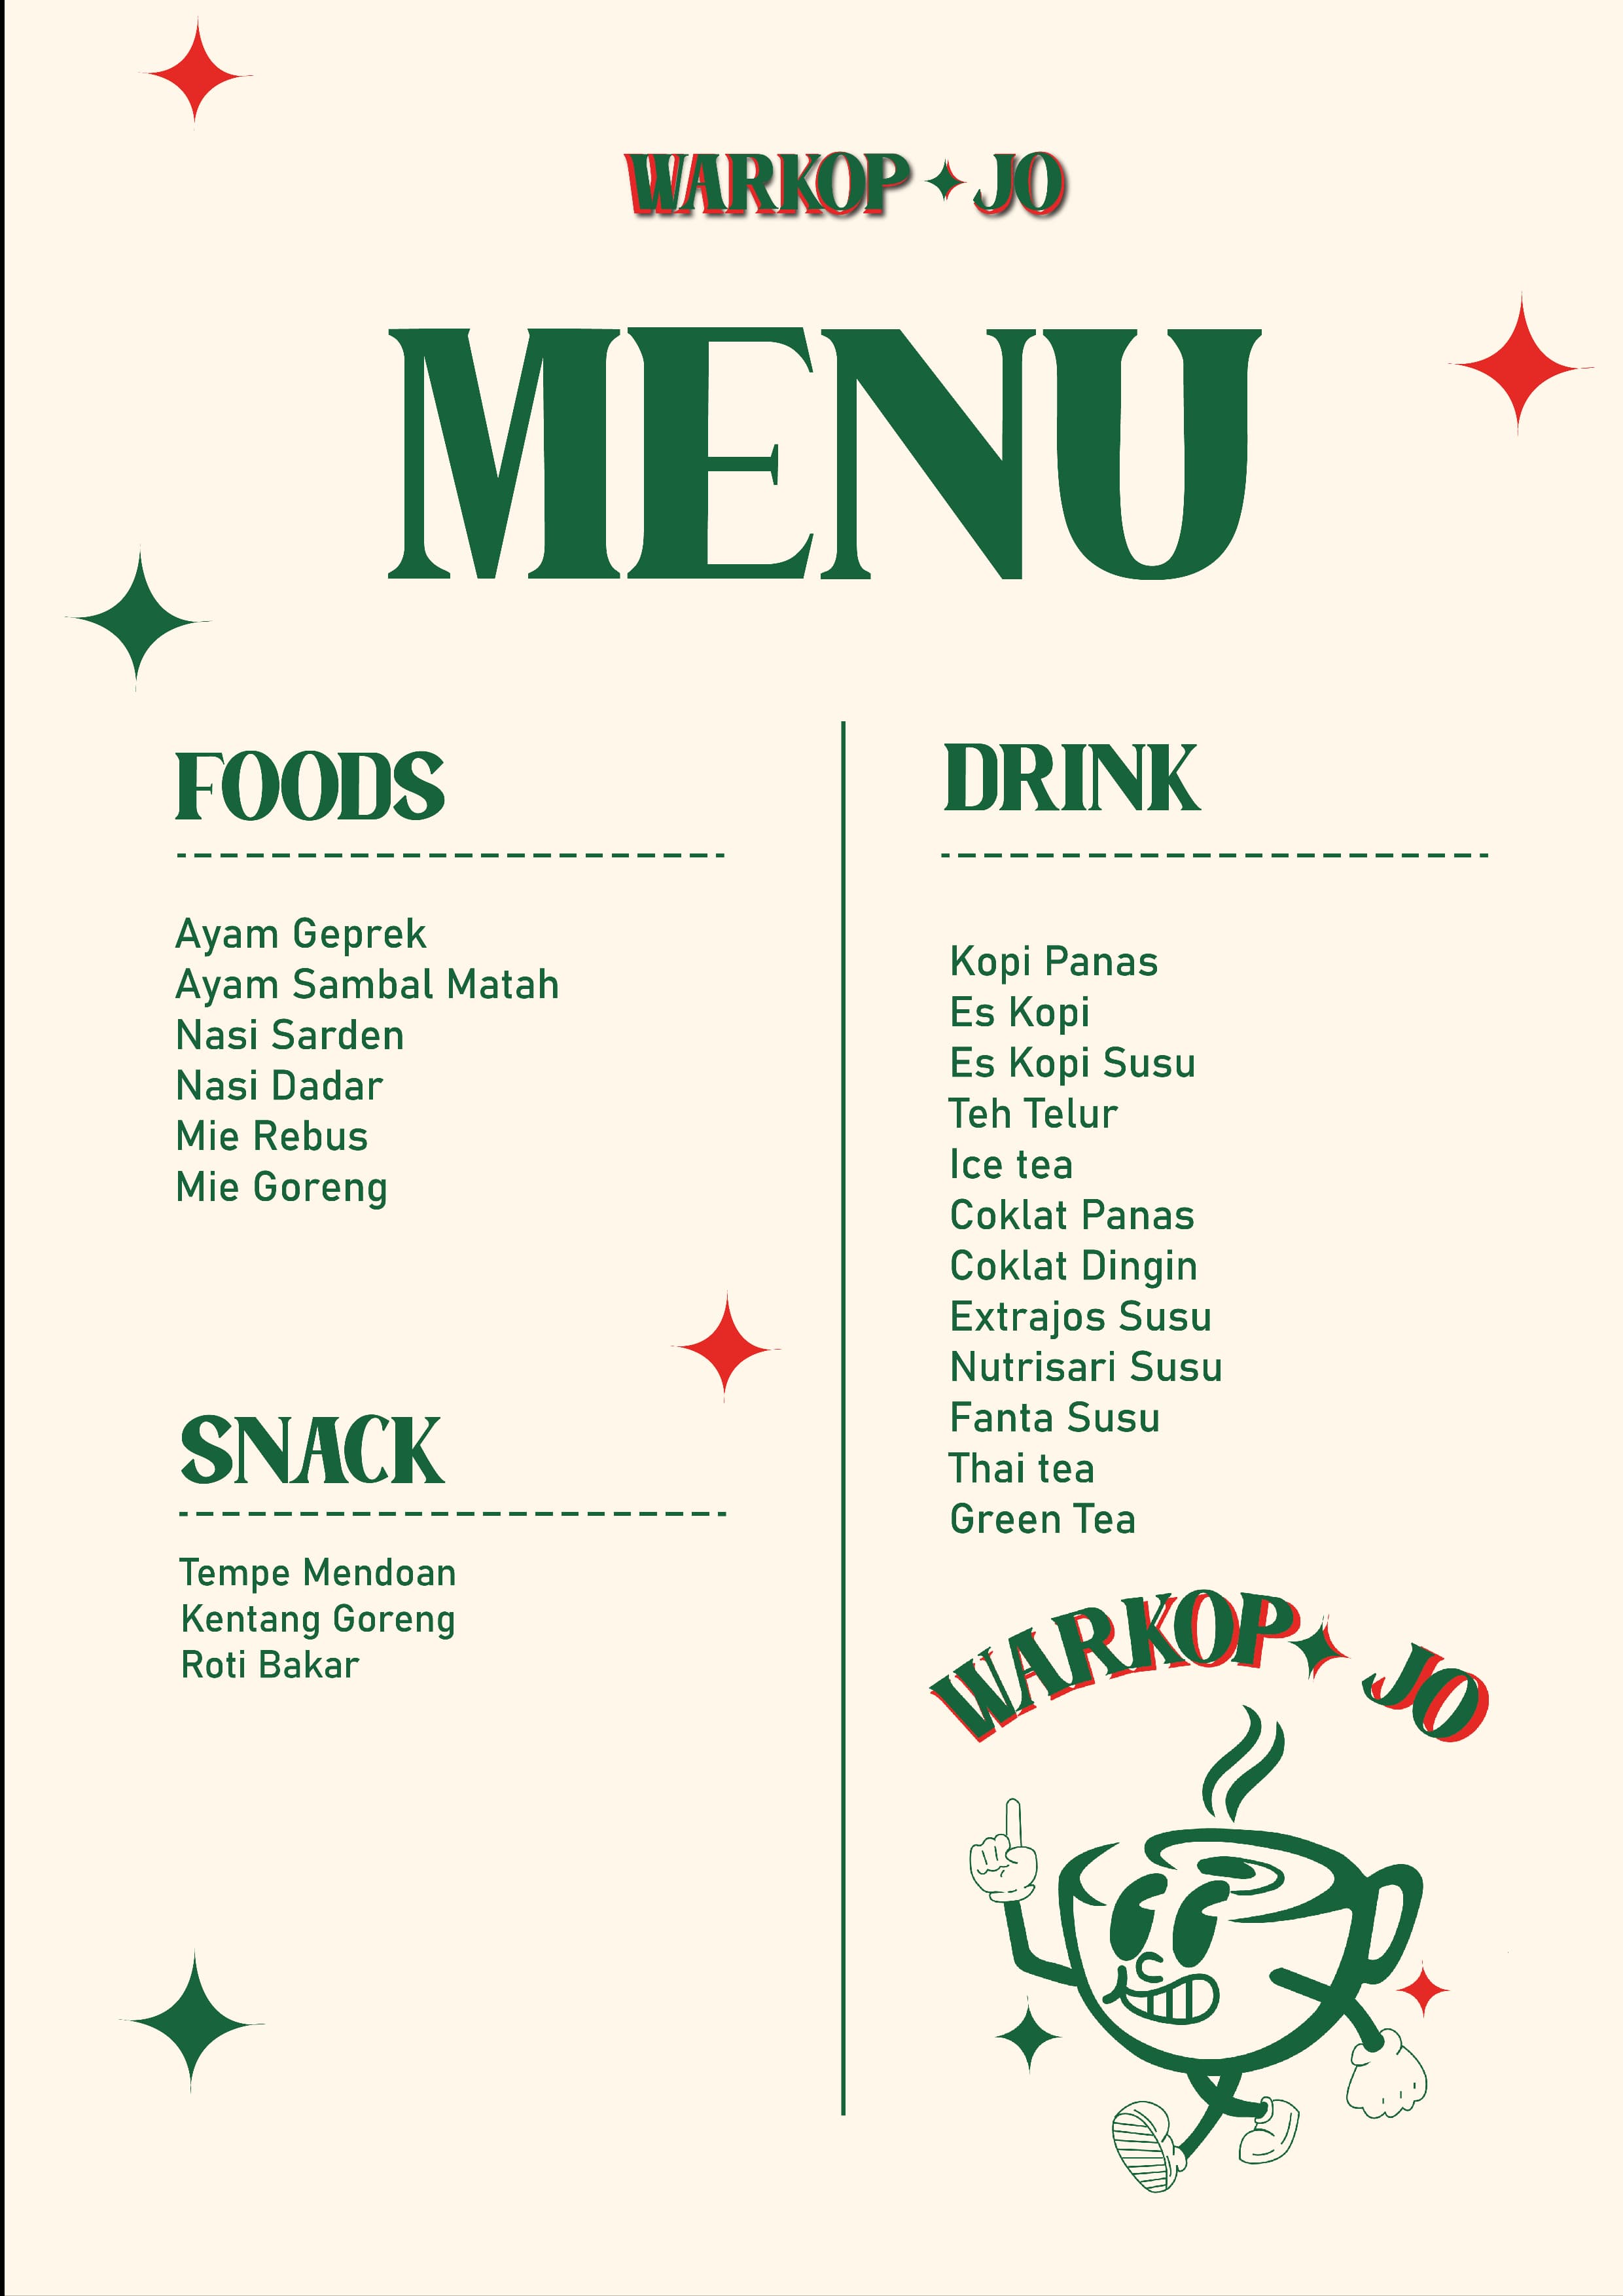 WARKOP JO
MENU
FOODS
Ayam Geprek
Ayam Sambal Matah
Nasi Sarden
Nasi Dadar
Mie Rebus
Mie Goreng
SNACK
Tempe Mendoan
Kentang Goreng
Roti Bakar
DRINK
Kopi Panas
Es Kopi
Es Kopi Susu
Teh Telur
Ice tea
Coklat Panas
Coklat Dingin
Extrajos Susu
Nutrisari Susu
Fanta Susu
Thai tea
Green Tea
WARKOP JO